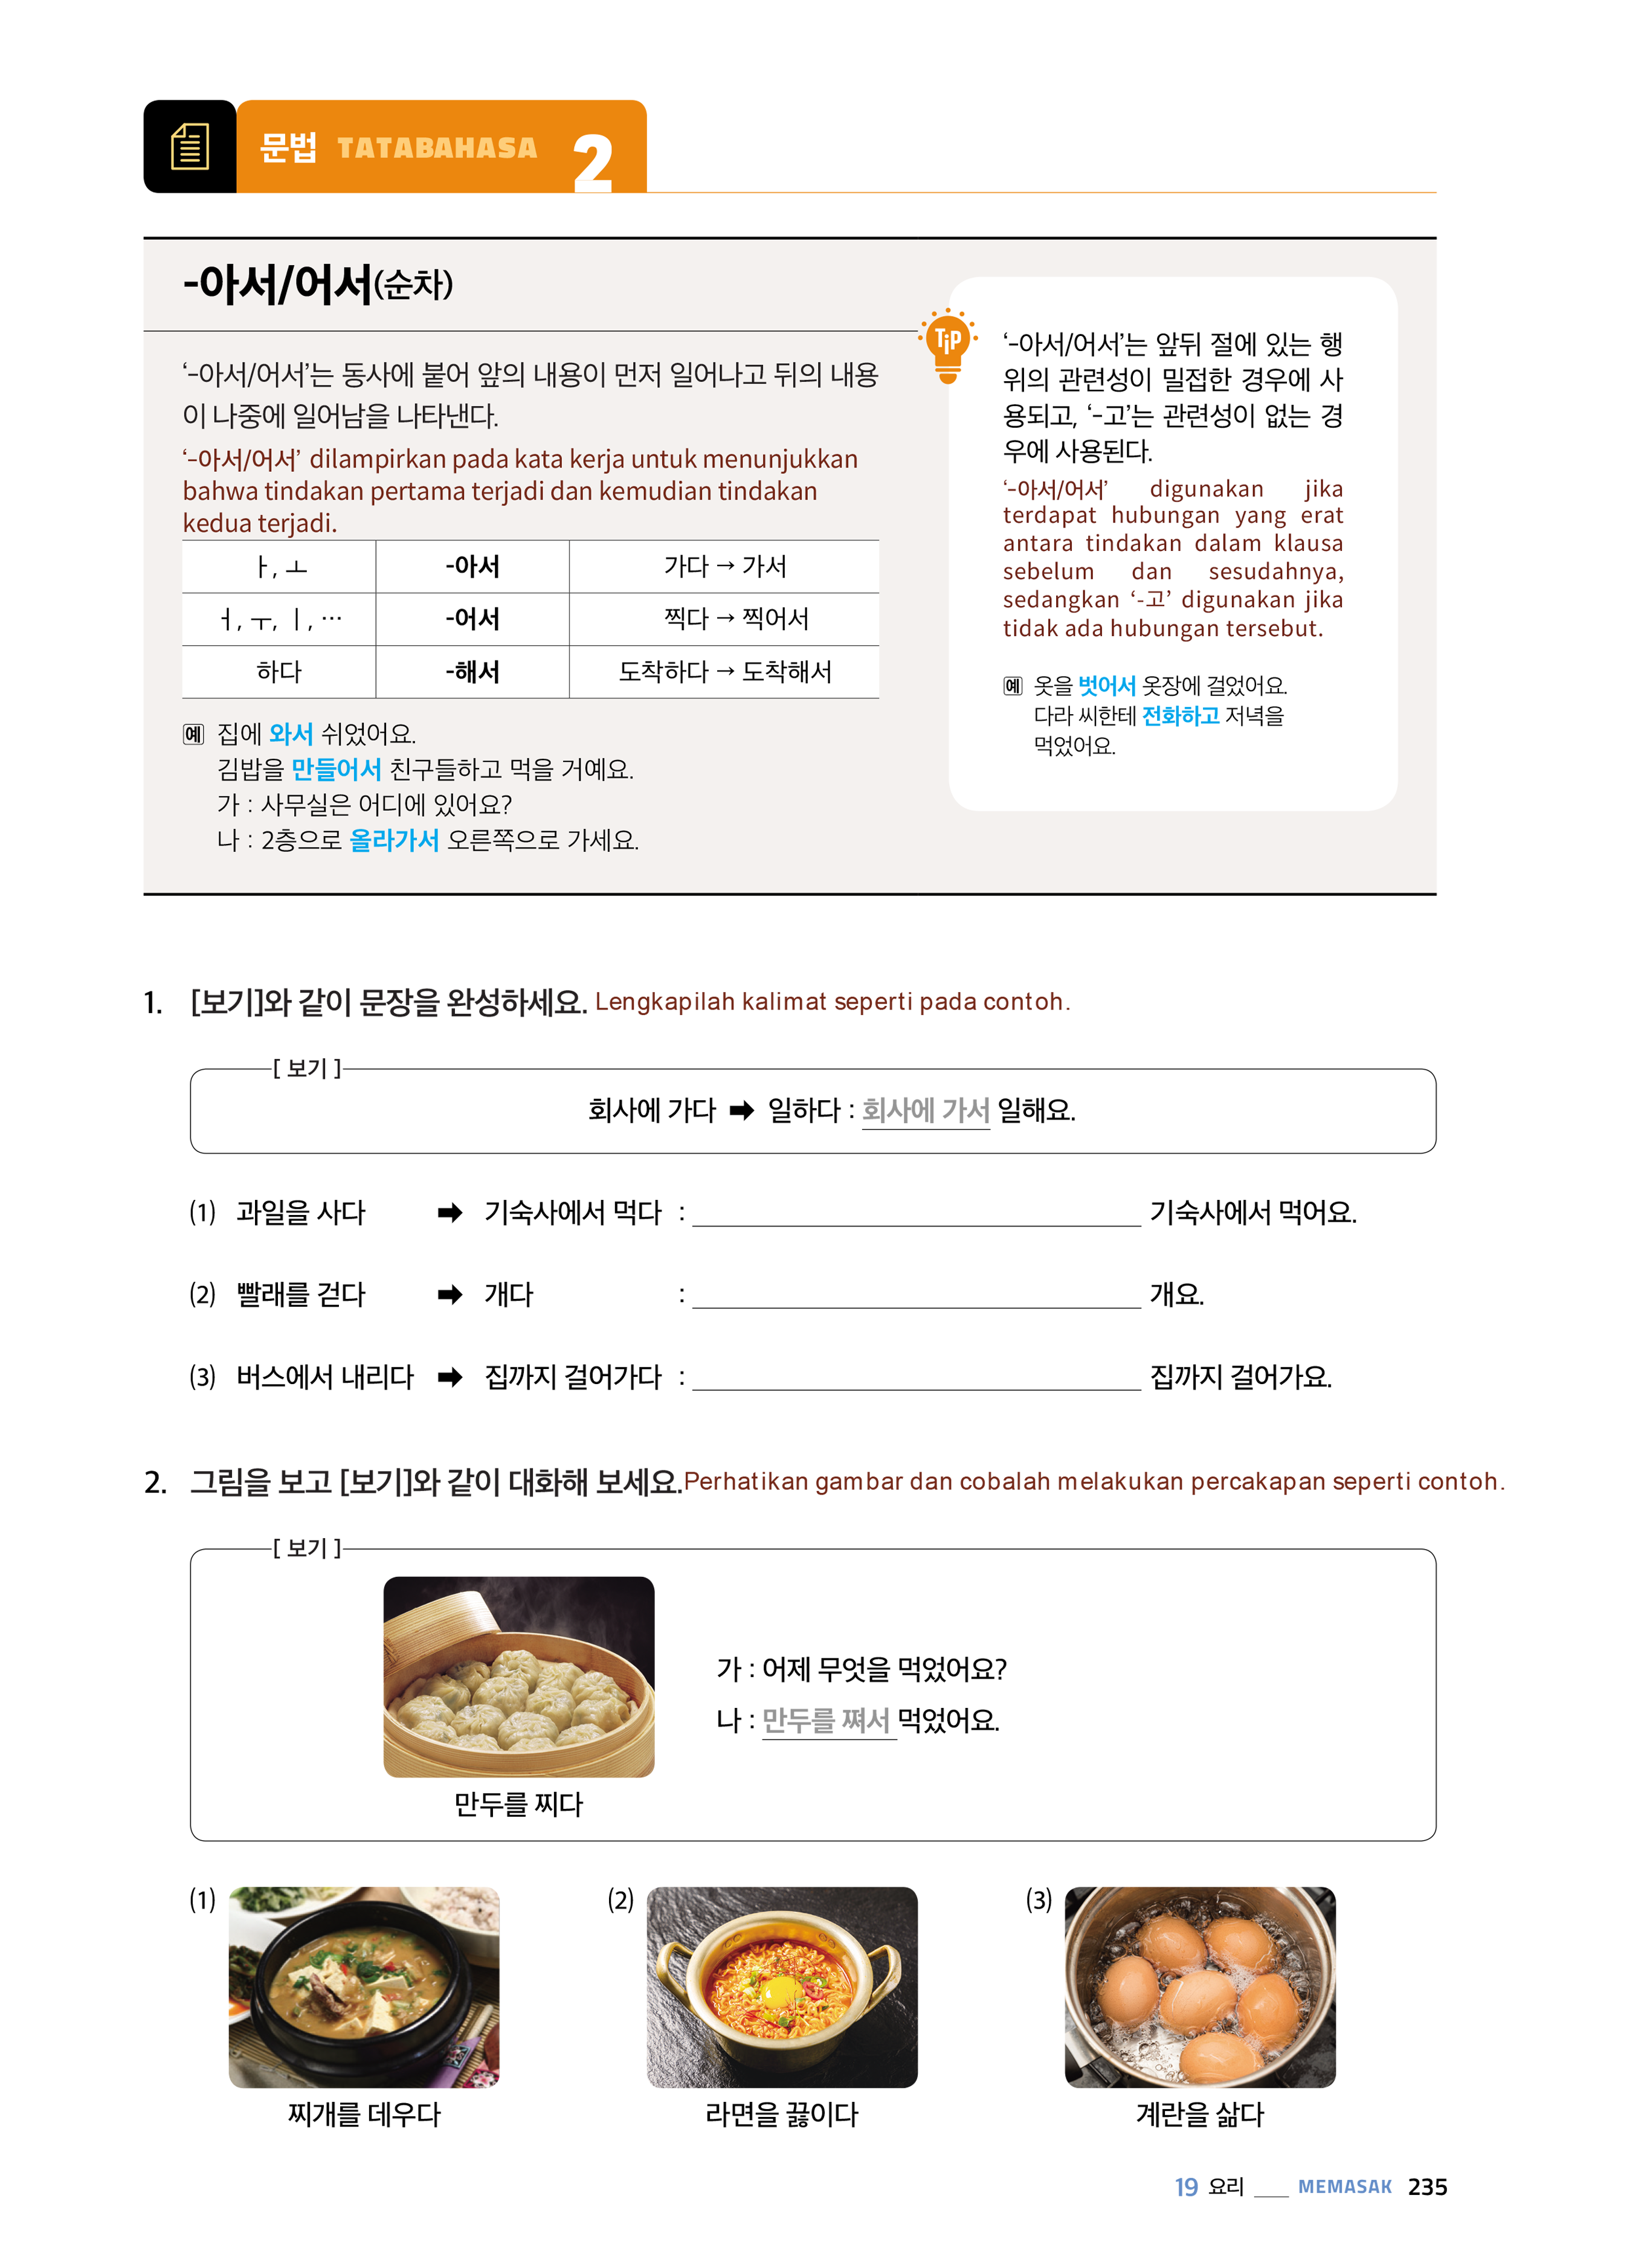 문법 TATABAHASA 2
-아서/어서(순차)
‘-아서/어서’는 동사에 붙어 앞의 내용이 먼저 일어나고 뒤의 내용
이 나중에 일어남을 나타낸다.
‘-아서/어서’ dilampirkan pada kata kerja untuk menunjukkan
bahwa tindakan pertama terjadi dan kemudian tindakan
kedua terjadi.
ㅏ, ㅗ -아서 가다 → 가서
ㅓ, ㅜ, ㅣ, … -어서 찍다 → 찍어서
하다 -해서 도착하다 → 도착해서
예 집에 와서 쉬었어요.
김밥을 만들어서 친구들하고 먹을 거예요.
가 : 사무실은 어디에 있어요?
나 : 2층으로 올라가서 오른쪽으로 가세요.
TiP
‘-아서/어서’는 앞뒤 절에 있는 행
위의 관련성이 밀접한 경우에 사
용되고, ‘-고’는 관련성이 없는 경
우에 사용된다.
‘-아서/어서’ digunakan jika
terdapat hubungan yang erat
antara tindakan dalam klausa
sebelum dan sesudahnya,
sedangkan ‘-고’ digunakan jika
tidak ada hubungan tersebut.
예 옷을 벗어서 옷장에 걸었어요.
다라 씨한테 전화하고 저녁을
먹었어요.
1. [보기]와 같이 문장을 완성하세요. Lengkapilah kalimat seperti pada contoh.
[ 보기 ]
회사에 가다 ➡ 일하다 : 회사에 가서 일해요.
(1) 과일을 사다 ➡ 기숙사에서 먹다 : ______ 기숙사에서 먹어요.
(2) 빨래를 걷다 ➡ 개다 : ______ 개요.
(3) 버스에서 내리다 ➡ 집까지 걸어가다 : ______ 집까지 걸어가요.
2. 그림을 보고 [보기]와 같이 대화해 보세요.Perhatikan gambar dan cobalah melakukan percakapan seperti contoh.
[ 보기 ]
가 : 어제 무엇을 먹었어요?
나 : 만두를 쪄서 먹었어요.
만두를 찌다
(1) (2) (3)
찌개를 데우다 라면을 끓이다 계란을 삶다
19 요리 ___ MEMASAK 235